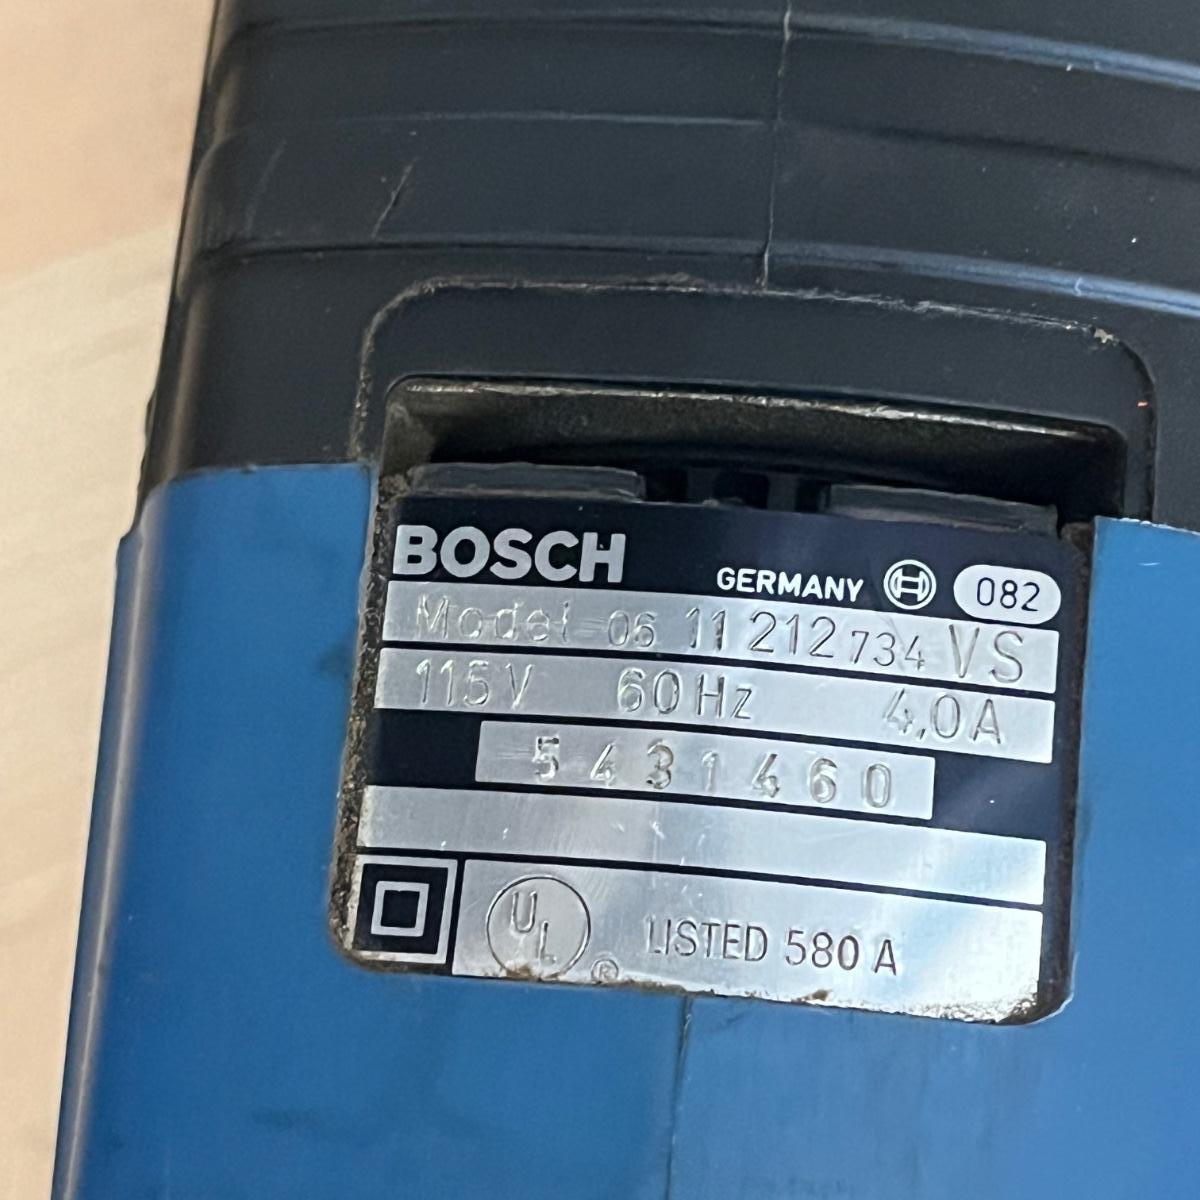 BOSCH
GERMANY 082
Model 06 11 212 734 VS
115V 60Hz 4,0A
5431460
UL ® LISTED 580 A